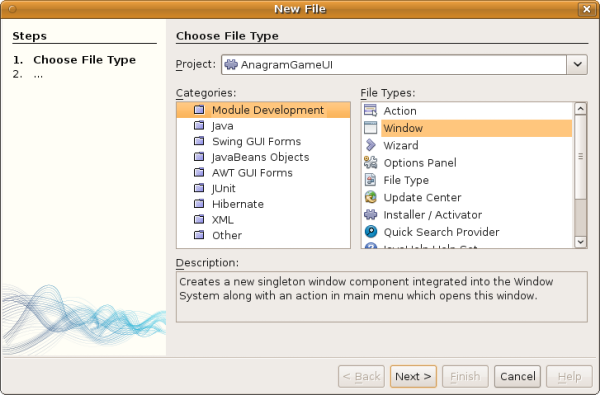 New File
Steps
1. Choose File Type
2. ...
Choose File Type
Project: AnagramGameUI
Categories:
Module Development
Java
Swing GUI Forms
JavaBeans Objects
AWT GUI Forms
JUnit
Hibernate
XML
Other
File Types:
Action
Window
Wizard
Options Panel
File Type
Update Center
Installer / Activator
Quick Search Provider
JavaHelp Help Set
Description:
Creates a new singleton window component integrated into the Window
System along with an action in main menu which opens this window.
< Back
Next >
Finish
Cancel
Help